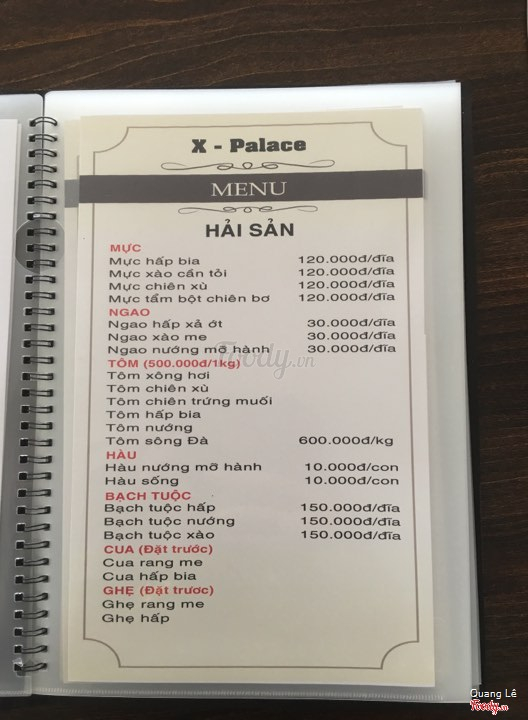 X - Palace
MENU
HẢI SẢN
MỰC
Mực hấp bia 120.000đ/đĩa
Mực xào cần tỏi 120.000đ/đĩa
Mực chiên xù 120.000đ/đĩa
Mực tẩm bột chiên bơ 120.000đ/đĩa
NGAO
Ngao hấp xả ớt 30.000đ/đĩa
Ngao xào me 30.000đ/đĩa
Ngao nướng mỡ hành 30.000đ/đĩa
Foody.vn
TÔM (500.000đ/1kg)
Tôm xông hơi
Tôm chiên xù
Tôm chiên trứng muối
Tôm hấp bia
Tôm nướng
Tôm sông Đà 600.000đ/kg
HÀU
Hàu nướng mỡ hành 10.000đ/con
Hàu sống 10.000đ/con
BẠCH TUỘC
Bạch tuộc hấp 150.000đ/đĩa
Bạch tuộc nướng 150.000đ/đĩa
Bạch tuộc xào 150.000đ/đĩa
CUA (Đặt trước)
Cua rang me
Cua hấp bia
GHẸ (Đặt trươc)
Ghẹ rang me
Ghẹ hấp
Quang Lê
Foody.vn